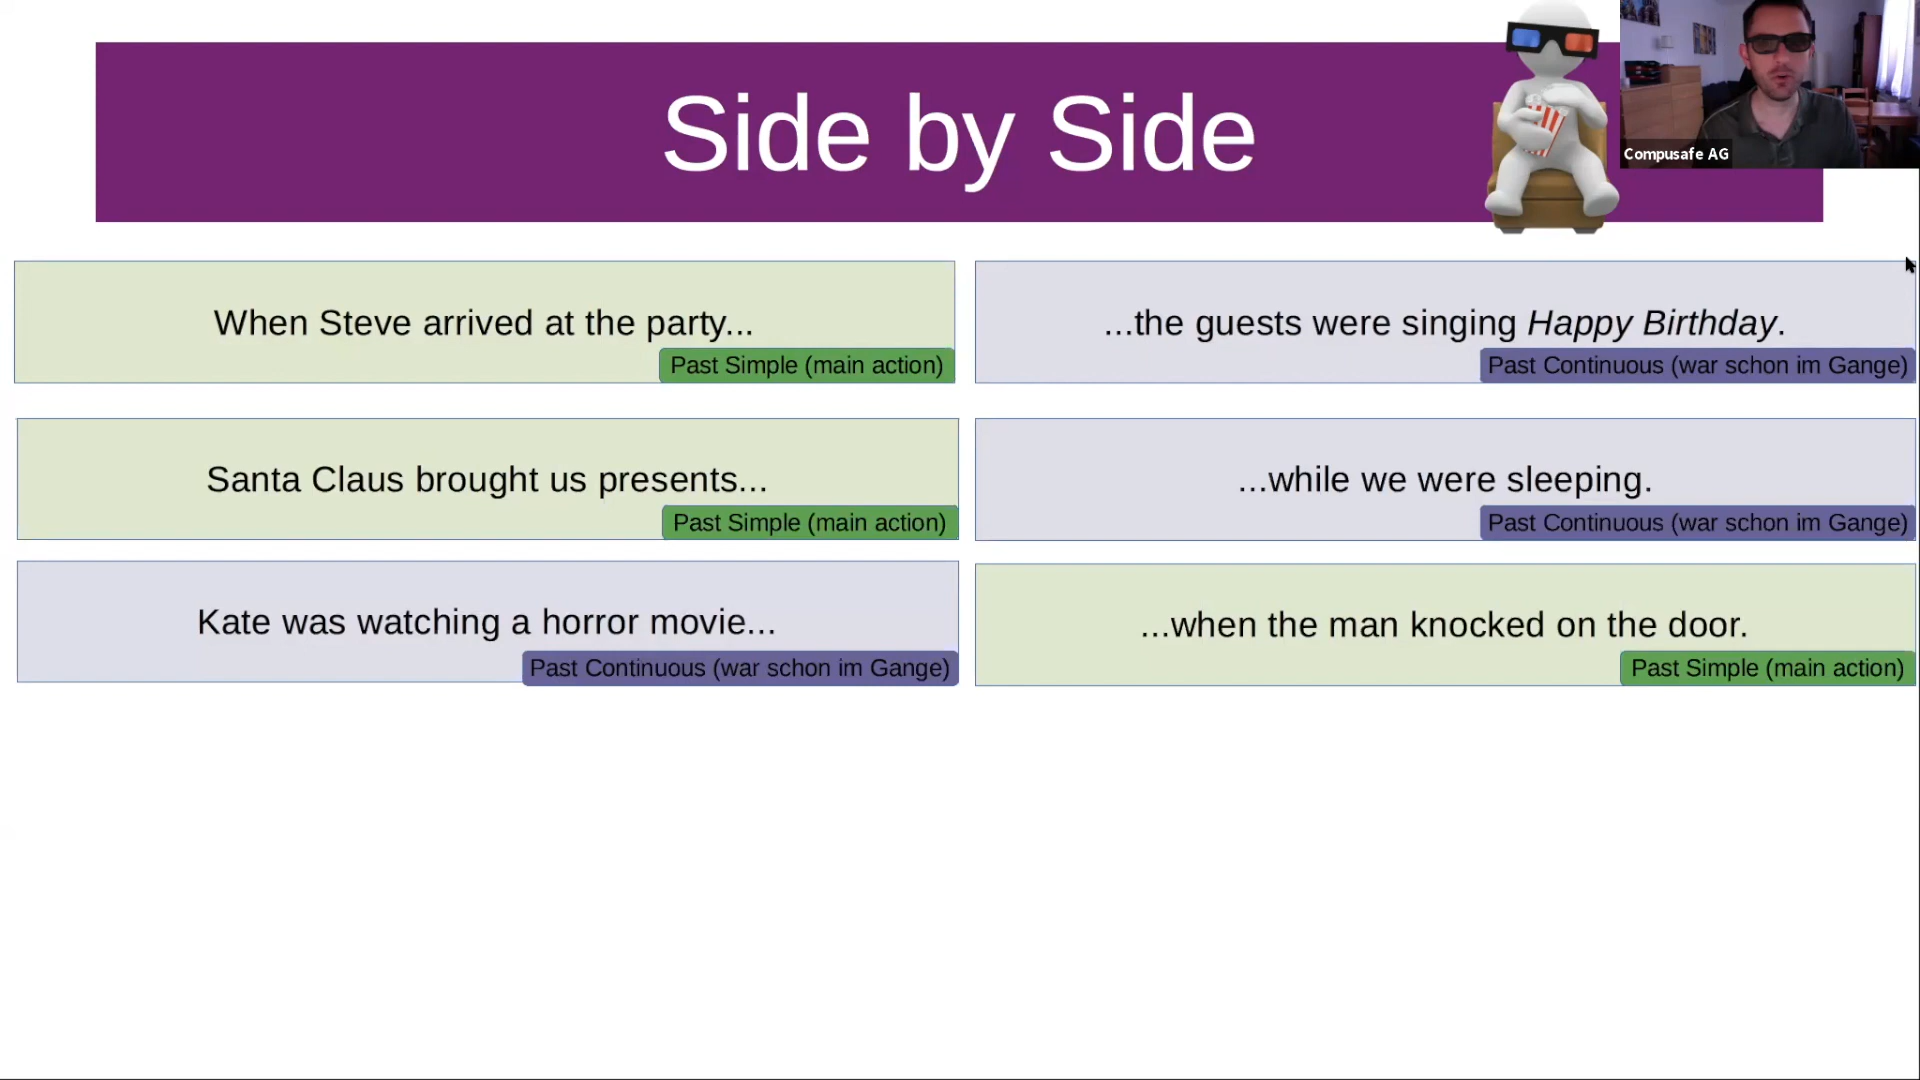 Side by Side
Compusafe AG
When Steve arrived at the party...
Past Simple (main action)
...the guests were singing Happy Birthday.
Past Continuous (war schon im Gange)
Santa Claus brought us presents...
Past Simple (main action)
...while we were sleeping.
Past Continuous (war schon im Gange)
Kate was watching a horror movie...
Past Continuous (war schon im Gange)
...when the man knocked on the door.
Past Simple (main action)